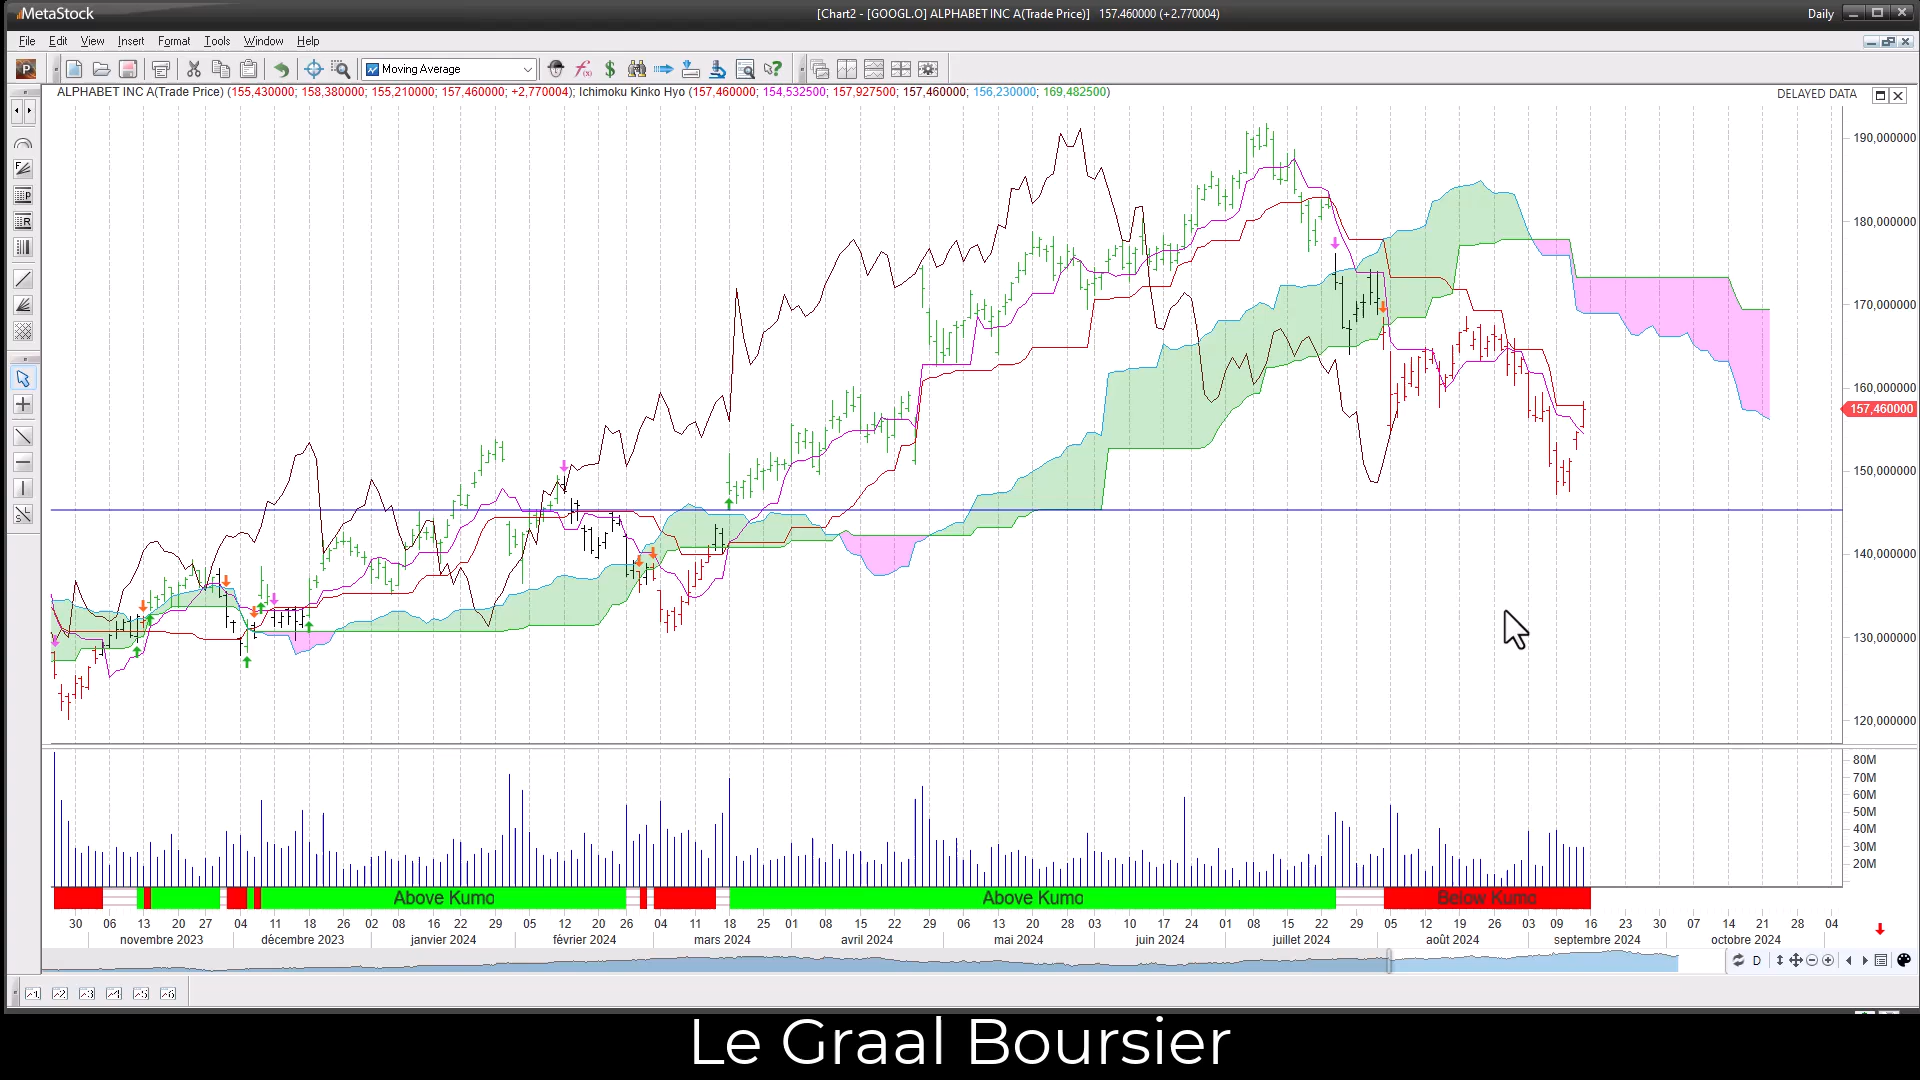 MetaStock
[Chart2 - [GOOGL.O] ALPHABET INC A(Trade Price)] 157.460000 (+2.770004)
Daily
File Edit View Insert Format Tools Window Help
Moving Average
ALPHABET INC A(Trade Price) (155,430000; 158,380000; 155,210000; 157,460000; +2,770004); Ichimoku Kinko Hyo (157,460000; 154,532500; 157,927500; 157,460000; 156,230000; 169,482500)
DELAYED DATA
190,000000
180,000000
170,000000
160,000000
157,460000
150,000000
140,000000
130,000000
120,000000
80M
70M
60M
50M
40M
30M
20M
Above Kumo Above Kumo Below Kumo
30 06 13 20 27 04 11 18 26 02 08 16 22 29 05 12 20 26 04 11 18 25 01 08 15 22 29 06 13 20 28 03 10 17 24 01 08 15 22 29 05 12 19 26 03 09 16 23 30 07 14 21 28 04
novembre 2023 décembre 2023 janvier 2024 février 2024 mars 2024 avril 2024 mai 2024 juin 2024 juillet 2024 août 2024 septembre 2024 octobre 2024
D
Le Graal Boursier